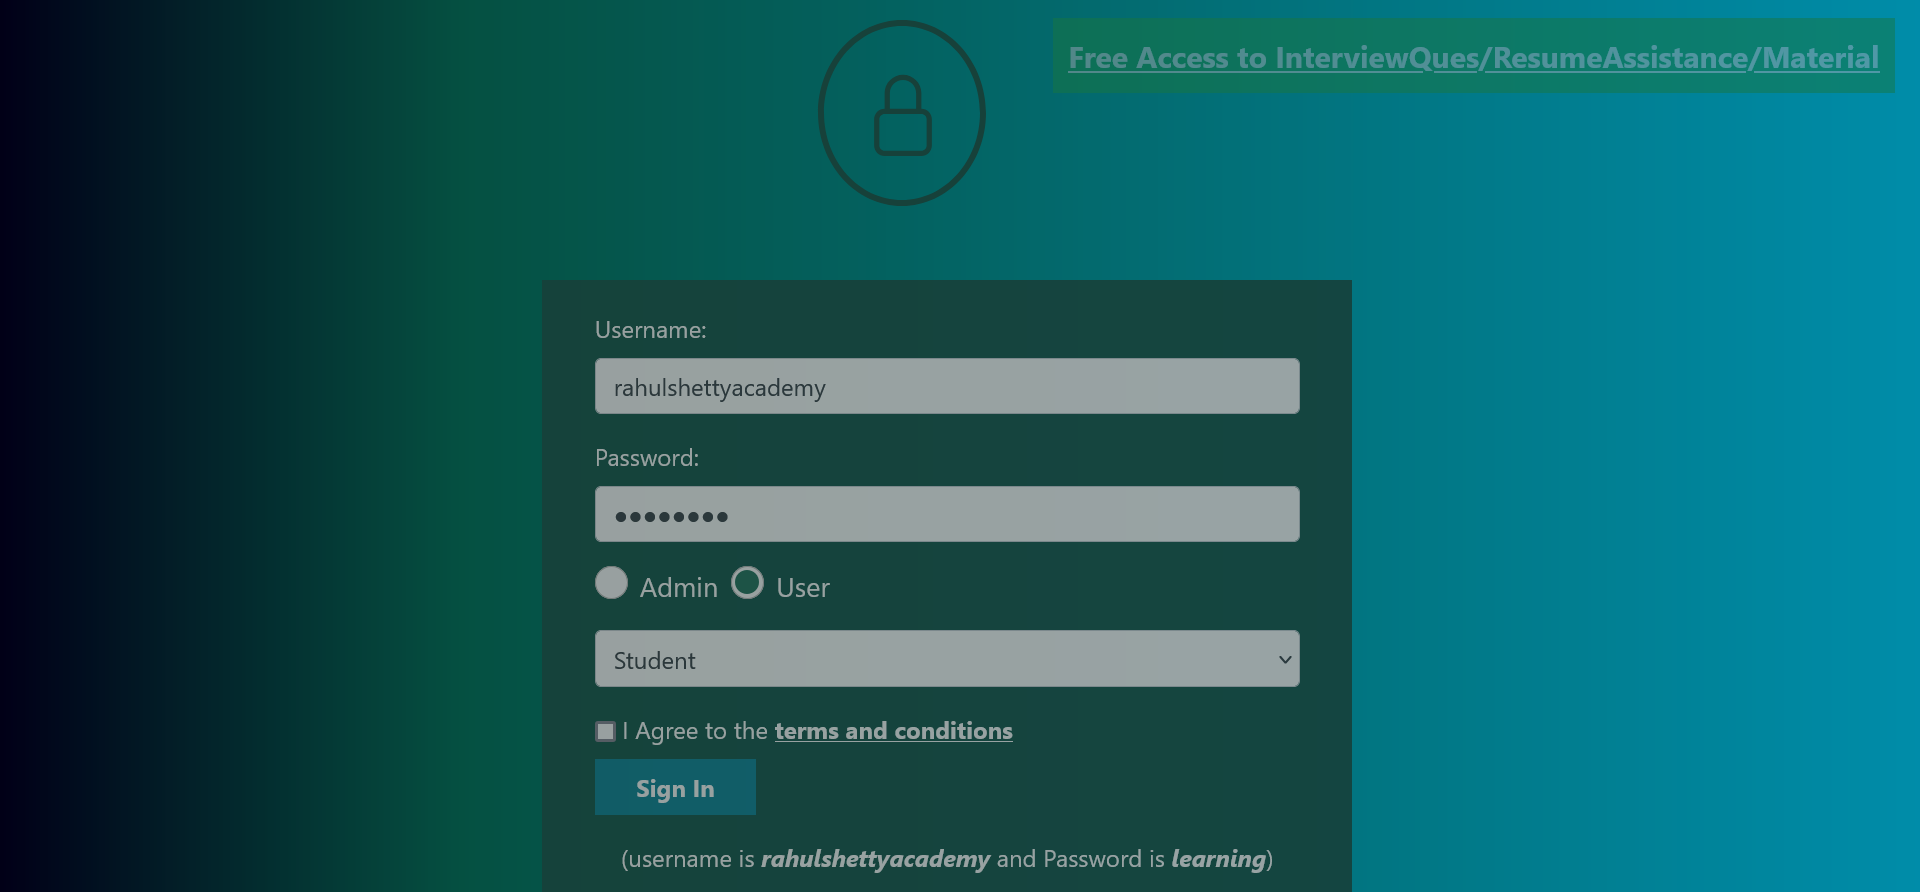 Free Access to InterviewQues/ResumeAssistance/Material
Username:
rahulshettyacademy
Password:
••••••••
Admin User
Student
I Agree to the terms and conditions
Sign In
(username is rahulshettyacademy and Password is learning)